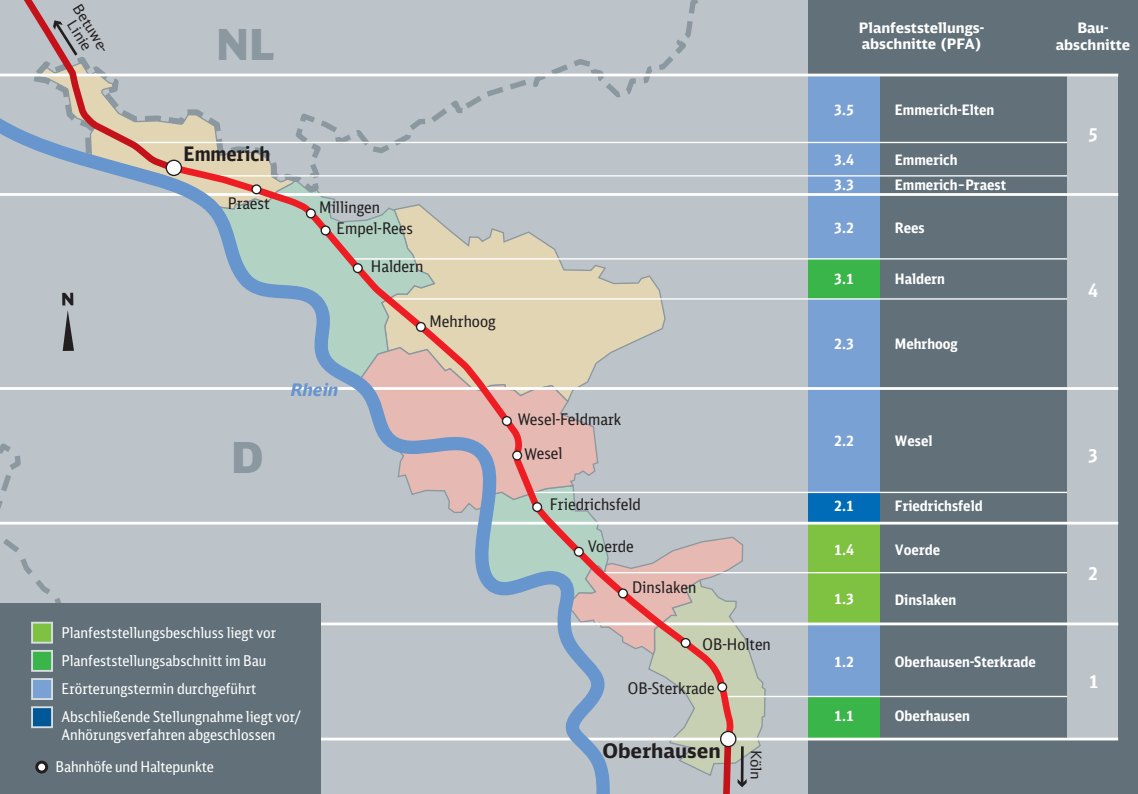 Betuwe-
Linie
NL
Emmerich
Praest
Millingen
Empel-Rees
Haldern
N
Mehrhoog
Rhein
Wesel-Feldmark
D
Wesel
Friedrichsfeld
Voerde
Dinslaken
OB-Holten
OB-Sterkrade
Oberhausen
Köln
Planfeststellungs-
abschnitte (PFA)
Bau-
abschnitte
3.5 Emmerich-Elten
3.4 Emmerich
3.3 Emmerich-Praest
5
3.2 Rees
3.1 Haldern
2.3 Mehrhoog
4
2.2 Wesel
2.1 Friedrichsfeld
3
1.4 Voerde
1.3 Dinslaken
2
1.2 Oberhausen-Sterkrade
1.1 Oberhausen
1
Planfeststellungsbeschluss liegt vor
Planfeststellungsabschnitt im Bau
Erörterungstermin durchgeführt
Abschließende Stellungnahme liegt vor/
Anhörungsverfahren abgeschlossen
Bahnhöfe und Haltepunkte